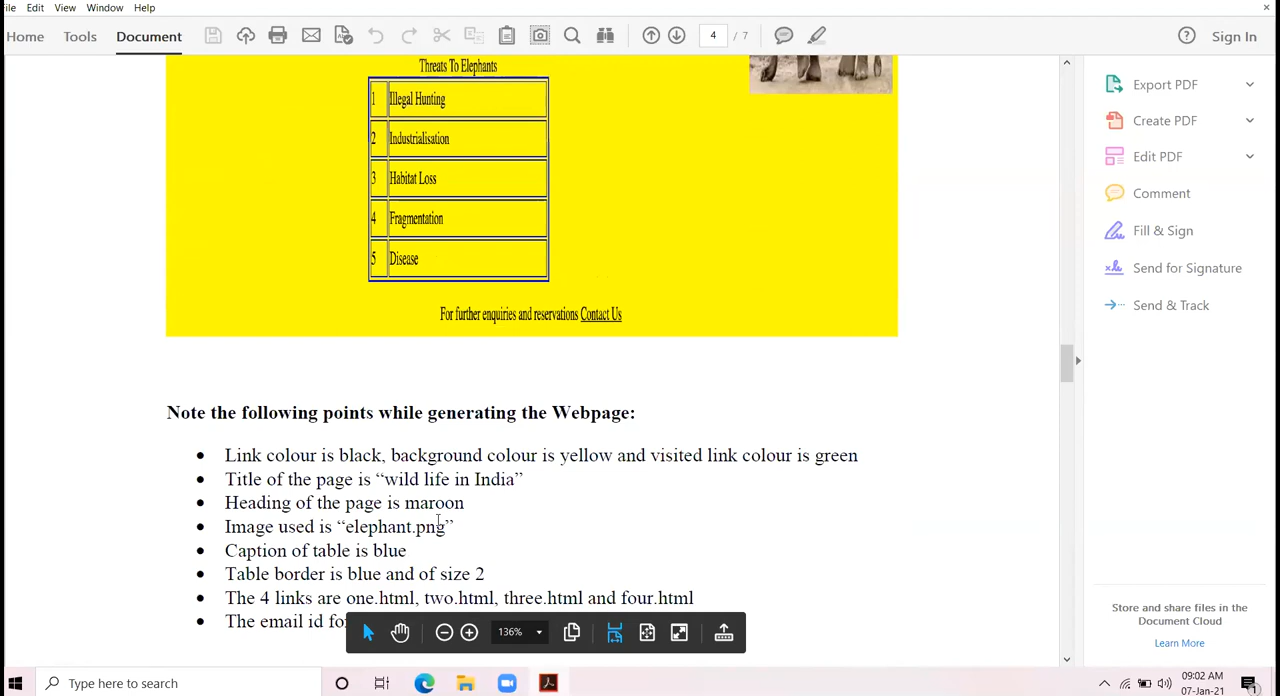 ile Edit View Window Help
Home Tools Document 4 / 7 Sign In
Threats To Elephants
1 Illegal Hunting
2 Industrialisation
3 Habitat Loss
4 Fragmentation
5 Disease
For further enquiries and reservations Contact Us
Note the following points while generating the Webpage:
• Link colour is black, background colour is yellow and visited link colour is green
• Title of the page is “wild life in India”
• Heading of the page is maroon
• Image used is “elephant.png”
• Caption of table is blue
• Table border is blue and of size 2
• The 4 links are one.html, two.html, three.html and four.html
• The email id fo
136%
Export PDF
Create PDF
Edit PDF
Comment
Fill & Sign
Send for Signature
Send & Track
Store and share files in the
Document Cloud
Learn More
Type here to search
09:02 AM
07-Jan-21
1